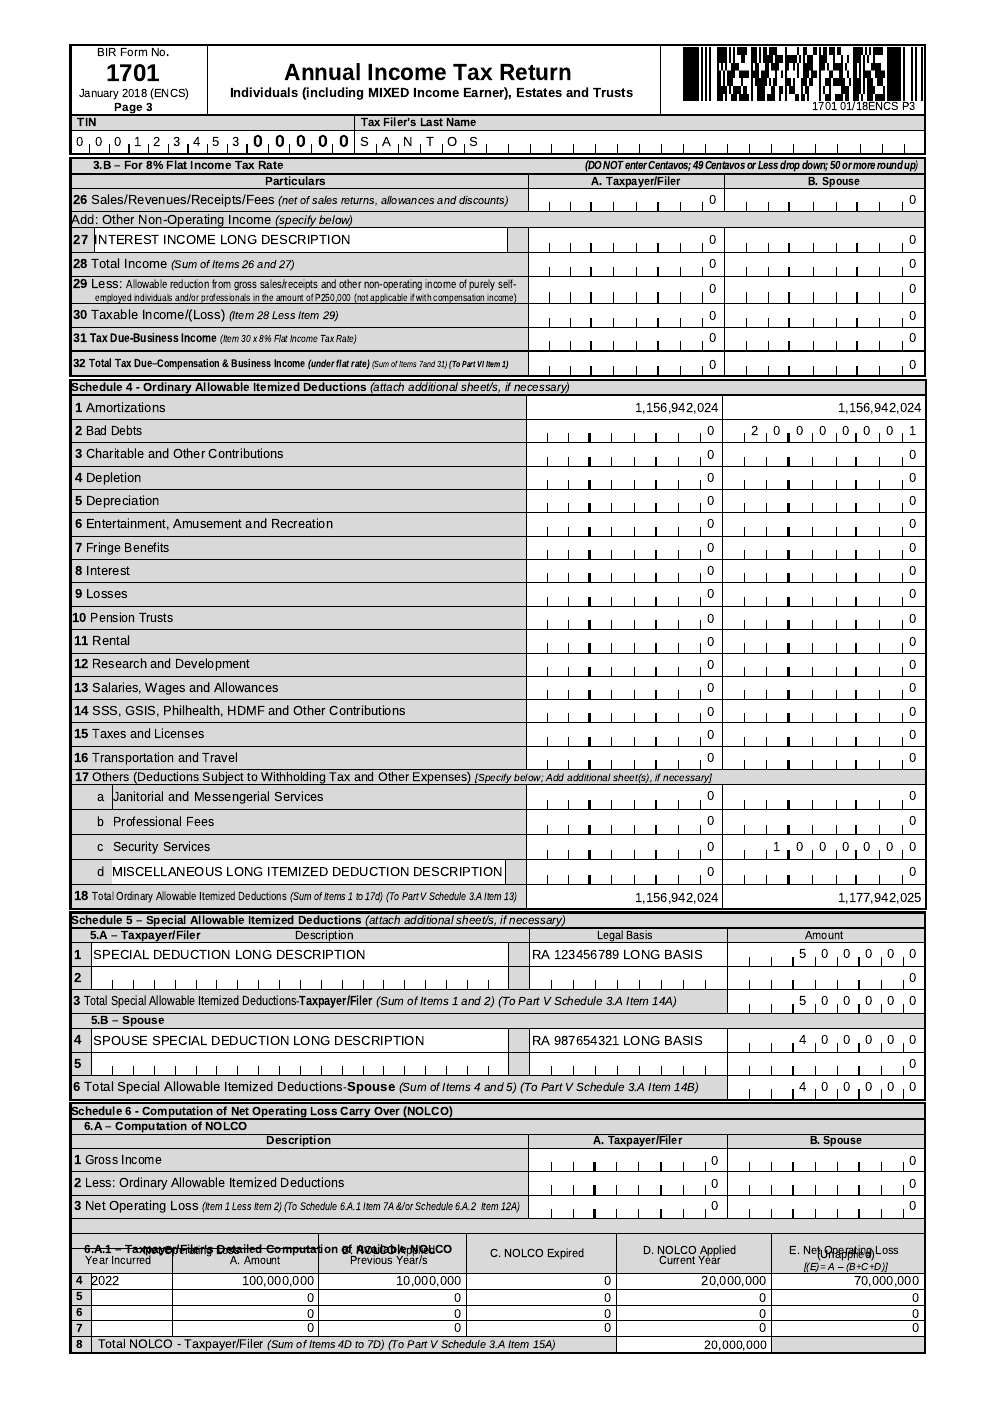 BIR Form No.
1701
January 2018 (ENCS)
Page 3
Annual Income Tax Return
Individuals (including MIXED Income Earner), Estates and Trusts
1701 01/18ENCS P3
TIN Tax Filer's Last Name
0 0 0 1 2 3 4 5 3 0 0 0 0 0 S A N T O S
3.B – For 8% Flat Income Tax Rate (DO NOT enter Centavos; 49 Centavos or Less drop down; 50 or more round up)
Particulars A. Taxpayer/Filer B. Spouse
26 Sales/Revenues/Receipts/Fees (net of sales returns, allowances and discounts) 0 0
Add: Other Non-Operating Income (specify below)
27 INTEREST INCOME LONG DESCRIPTION 0 0
28 Total Income (Sum of Items 26 and 27) 0 0
29 Less: Allowable reduction from gross sales/receipts and other non-operating income of purely self-
employed individuals and/or professionals in the amount of P250,000 (not applicable if with compensation income) 0 0
30 Taxable Income/(Loss) (Item 28 Less Item 29) 0 0
31 Tax Due-Business Income (Item 30 x 8% Flat Income Tax Rate) 0 0
32 Total Tax Due–Compensation & Business Income (under flat rate) (Sum of Items 7and 31) (To Part VI Item 1) 0 0
Schedule 4 - Ordinary Allowable Itemized Deductions (attach additional sheet/s, if necessary)
1 Amortizations 1,156,942,024 1,156,942,024
2 Bad Debts 0 2 0 0 0 0 0 0 1
3 Charitable and Other Contributions 0 0
4 Depletion 0 0
5 Depreciation 0 0
6 Entertainment, Amusement and Recreation 0 0
7 Fringe Benefits 0 0
8 Interest 0 0
9 Losses 0 0
10 Pension Trusts 0 0
11 Rental 0 0
12 Research and Development 0 0
13 Salaries, Wages and Allowances 0 0
14 SSS, GSIS, Philhealth, HDMF and Other Contributions 0 0
15 Taxes and Licenses 0 0
16 Transportation and Travel 0 0
17 Others (Deductions Subject to Withholding Tax and Other Expenses) [Specify below; Add additional sheet(s), if necessary]
a Janitorial and Messengerial Services 0 0
b Professional Fees 0 0
c Security Services 0 1 0 0 0 0 0 0
d MISCELLANEOUS LONG ITEMIZED DEDUCTION DESCRIPTION 0 0
18 Total Ordinary Allowable Itemized Deductions (Sum of Items 1 to 17d) (To Part V Schedule 3.A Item 13) 1,156,942,024 1,177,942,025
Schedule 5 – Special Allowable Itemized Deductions (attach additional sheet/s, if necessary)
5.A – Taxpayer/Filer Description Legal Basis Amount
1 SPECIAL DEDUCTION LONG DESCRIPTION RA 123456789 LONG BASIS 5 0 0 0 0 0
2 0
3 Total Special Allowable Itemized Deductions-Taxpayer/Filer (Sum of Items 1 and 2) (To Part V Schedule 3.A Item 14A) 5 0 0 0 0 0
5.B – Spouse
4 SPOUSE SPECIAL DEDUCTION LONG DESCRIPTION RA 987654321 LONG BASIS 4 0 0 0 0 0
5 0
6 Total Special Allowable Itemized Deductions-Spouse (Sum of Items 4 and 5) (To Part V Schedule 3.A Item 14B) 4 0 0 0 0 0
Schedule 6 - Computation of Net Operating Loss Carry Over (NOLCO)
6.A – Computation of NOLCO
Description A. Taxpayer/Filer B. Spouse
1 Gross Income 0 0
2 Less: Ordinary Allowable Itemized Deductions 0 0
3 Net Operating Loss (Item 1 Less Item 2) (To Schedule 6.A.1 Item 7A &/or Schedule 6.A.2 Item 12A) 0 0
6.A.1 – Taxpayer/Filer's Detailed Computation of Available NOLCO
Net Operating Loss B. NOLCO Applied C. NOLCO Expired D. NOLCO Applied E. Net Operating Loss
Year Incurred A. Amount Previous Year/s Current Year (Unapplied)
[(E)= A – (B+C+D)]
4 2022 100,000,000 10,000,000 0 20,000,000 70,000,000
5 0 0 0 0 0
6 0 0 0 0 0
7 0 0 0 0 0
8 Total NOLCO - Taxpayer/Filer (Sum of Items 4D to 7D) (To Part V Schedule 3.A Item 15A) 20,000,000